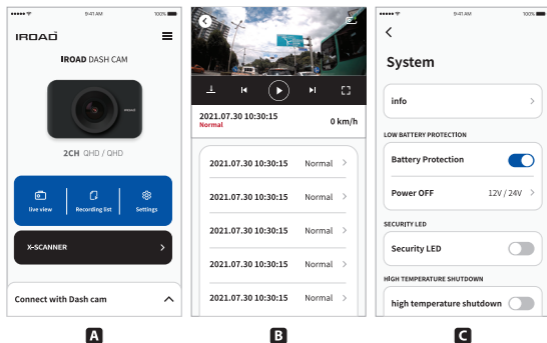 9:41 AM
100%
IROAD
IROAD DASH CAM
2CH QHD / QHD
live view
Recording list
Settings
X-SCANNER
Connect with Dash cam
A
2021.07.30 10:30:15
Normal
0 km/h
2021.07.30 10:30:15 Normal
2021.07.30 10:30:15 Normal
2021.07.30 10:30:15 Normal
2021.07.30 10:30:15 Normal
2021.07.30 10:30:15 Normal
B
9:41 AM
100%
System
info
LOW BATTERY PROTECTION
Battery Protection
Power OFF 12V / 24V
SECURITY LED
Security LED
HIGH TEMPERATURE SHUTDOWN
high temperature shutdown
C